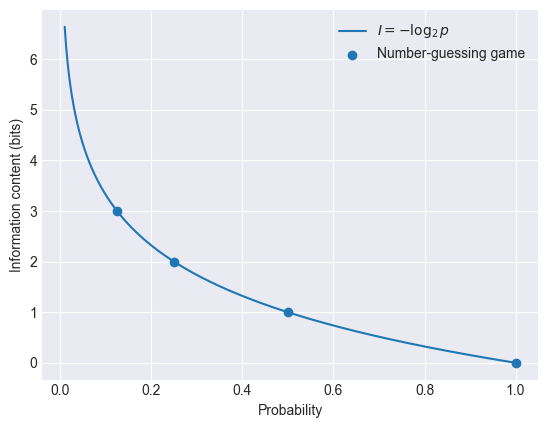 I = −log₂ p
Number-guessing game
Information content (bits)
6
5
4
3
2
1
0
0.0 0.2 0.4 0.6 0.8 1.0
Probability